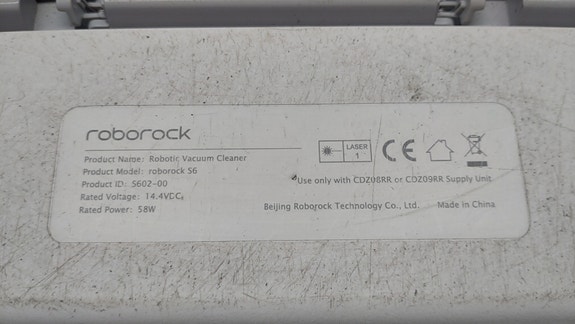 roborock
Product Name: Robotic Vacuum Cleaner
Product Model: roborock S6
Product ID: S602-00
Rated Voltage: 14.4VDC
Rated Power: 58W
LASER
1
CE
Use only with CDZ08RR or CDZ09RR Supply Unit
Beijing Roborock Technology Co., Ltd. Made in China